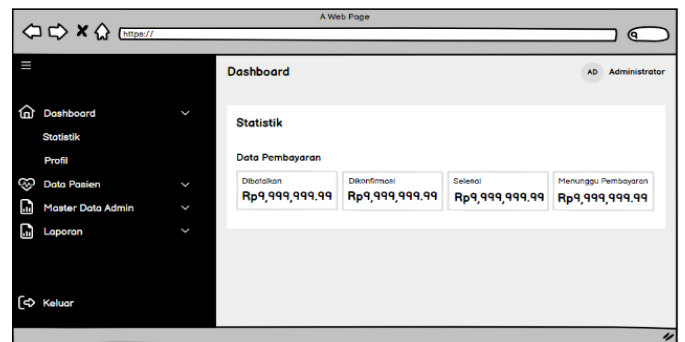 A Web Page
https://
Dashboard
AD Administrator
Dashboard
Statistik
Profil
Data Pasien
Master Data Admin
Laporan
Keluar
Statistik
Data Pembayaran
Dibatalkan
Rp9,999,999.99
Dikonfirmasi
Rp9,999,999.99
Selesai
Rp9,999,999.99
Menunggu Pembayaran
Rp9,999,999.99